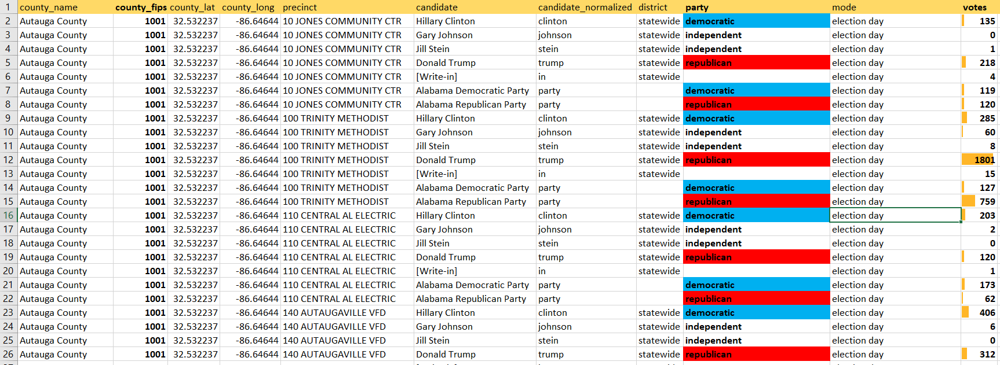 1 county_name county_fips county_lat county_long precinct candidate candidate_normalized district party mode votes
2 Autauga County 1001 32.532237 -86.64644 10 JONES COMMUNITY CTR Hillary Clinton clinton statewide democratic election day 135
3 Autauga County 1001 32.532237 -86.64644 10 JONES COMMUNITY CTR Gary Johnson johnson statewide independent election day 0
4 Autauga County 1001 32.532237 -86.64644 10 JONES COMMUNITY CTR Jill Stein stein statewide independent election day 1
5 Autauga County 1001 32.532237 -86.64644 10 JONES COMMUNITY CTR Donald Trump trump statewide republican election day 218
6 Autauga County 1001 32.532237 -86.64644 10 JONES COMMUNITY CTR [Write-in] in statewide election day 4
7 Autauga County 1001 32.532237 -86.64644 10 JONES COMMUNITY CTR Alabama Democratic Party party democratic election day 119
8 Autauga County 1001 32.532237 -86.64644 10 JONES COMMUNITY CTR Alabama Republican Party party republican election day 120
9 Autauga County 1001 32.532237 -86.64644 100 TRINITY METHODIST Hillary Clinton clinton statewide democratic election day 285
10 Autauga County 1001 32.532237 -86.64644 100 TRINITY METHODIST Gary Johnson johnson statewide independent election day 60
11 Autauga County 1001 32.532237 -86.64644 100 TRINITY METHODIST Jill Stein stein statewide independent election day 8
12 Autauga County 1001 32.532237 -86.64644 100 TRINITY METHODIST Donald Trump trump statewide republican election day 1801
13 Autauga County 1001 32.532237 -86.64644 100 TRINITY METHODIST [Write-in] in statewide election day 15
14 Autauga County 1001 32.532237 -86.64644 100 TRINITY METHODIST Alabama Democratic Party party democratic election day 127
15 Autauga County 1001 32.532237 -86.64644 100 TRINITY METHODIST Alabama Republican Party party republican election day 759
16 Autauga County 1001 32.532237 -86.64644 110 CENTRAL AL ELECTRIC Hillary Clinton clinton statewide democratic election day 203
17 Autauga County 1001 32.532237 -86.64644 110 CENTRAL AL ELECTRIC Gary Johnson johnson statewide independent election day 2
18 Autauga County 1001 32.532237 -86.64644 110 CENTRAL AL ELECTRIC Jill Stein stein statewide independent election day 0
19 Autauga County 1001 32.532237 -86.64644 110 CENTRAL AL ELECTRIC Donald Trump trump statewide republican election day 120
20 Autauga County 1001 32.532237 -86.64644 110 CENTRAL AL ELECTRIC [Write-in] in statewide election day 1
21 Autauga County 1001 32.532237 -86.64644 110 CENTRAL AL ELECTRIC Alabama Democratic Party party democratic election day 173
22 Autauga County 1001 32.532237 -86.64644 110 CENTRAL AL ELECTRIC Alabama Republican Party party republican election day 62
23 Autauga County 1001 32.532237 -86.64644 140 AUTAUGAVILLE VFD Hillary Clinton clinton statewide democratic election day 406
24 Autauga County 1001 32.532237 -86.64644 140 AUTAUGAVILLE VFD Gary Johnson johnson statewide independent election day 6
25 Autauga County 1001 32.532237 -86.64644 140 AUTAUGAVILLE VFD Jill Stein stein statewide independent election day 0
26 Autauga County 1001 32.532237 -86.64644 140 AUTAUGAVILLE VFD Donald Trump trump statewide republican election day 312